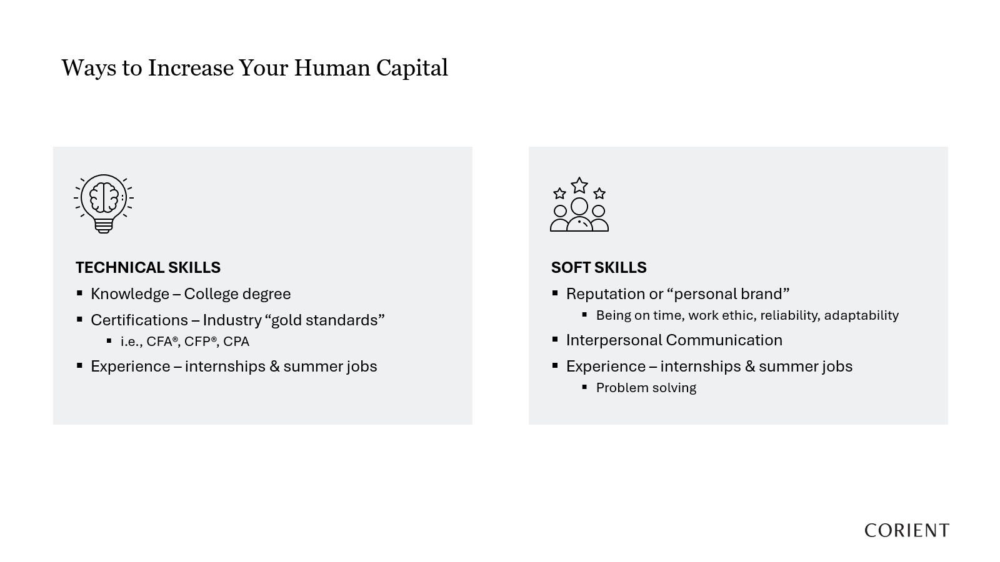 Ways to Increase Your Human Capital
TECHNICAL SKILLS
▪ Knowledge – College degree
▪ Certifications – Industry “gold standards”
▪ i.e., CFA®, CFP®, CPA
▪ Experience – internships & summer jobs
SOFT SKILLS
▪ Reputation or “personal brand”
▪ Being on time, work ethic, reliability, adaptability
▪ Interpersonal Communication
▪ Experience – internships & summer jobs
▪ Problem solving
CORIENT